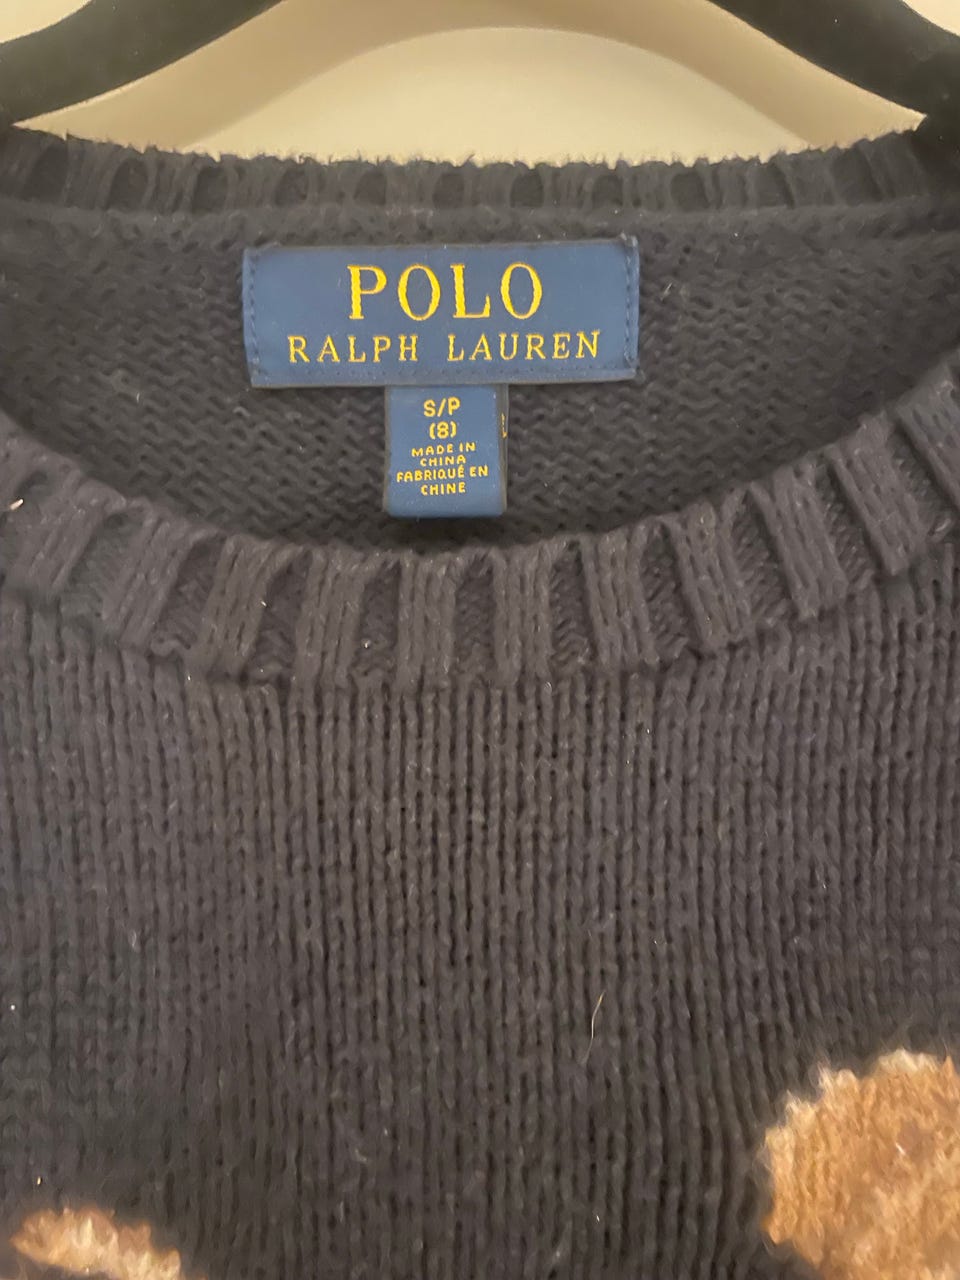 POLO
RALPH LAUREN
S/P
(8)
MADE IN
CHINA
FABRIQUÉ EN
CHINE